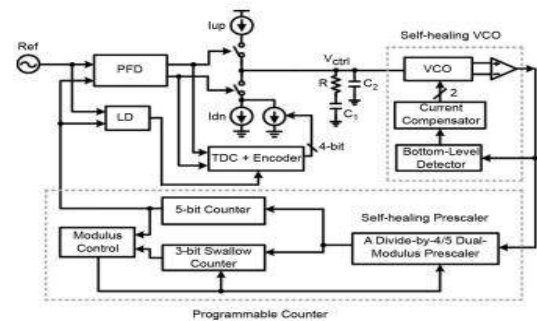 Iup
Self-healing VCO
Ref
PFD
Vctrl
VCO
R
C2
C1
2
LD
Idn
Current Compensator
4-bit
TDC + Encoder
Bottom-Level Detector
5-bit Counter
Self-healing Prescaler
Modulus Control
3-bit Swallow Counter
A Divide-by-4/5 Dual-Modulus Prescaler
Programmable Counter